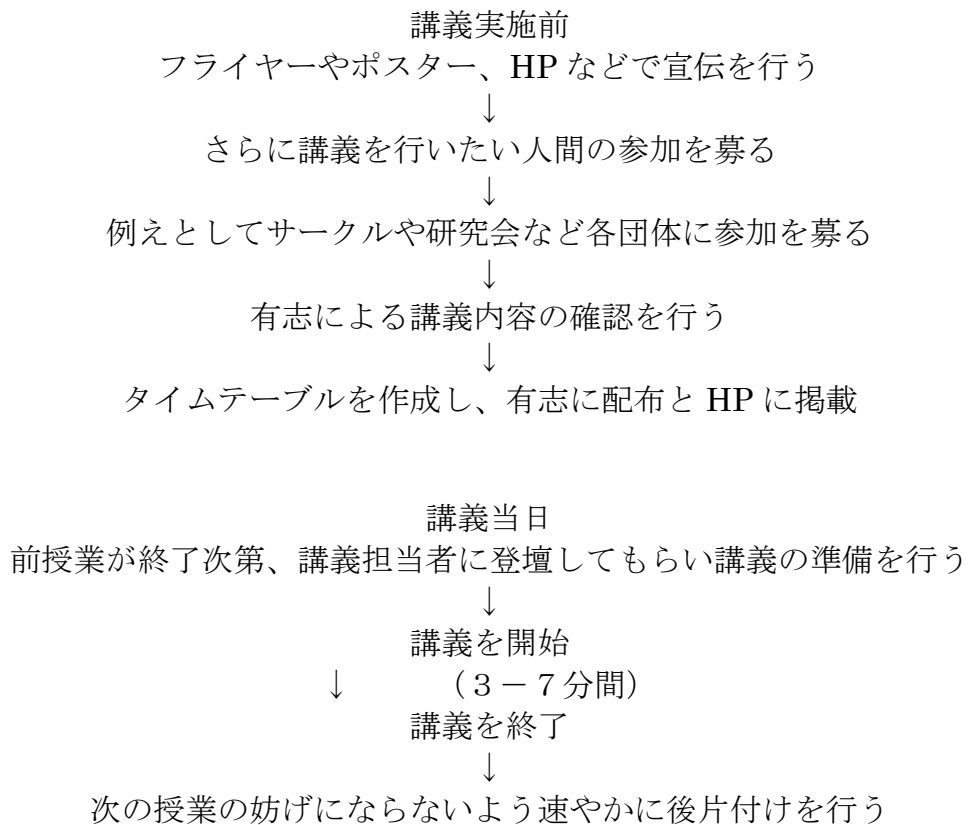 講義実施前
フライヤーやポスター、HP などで宣伝を行う
↓
さらに講義を行いたい人間の参加を募る
↓
例えとしてサークルや研究会など各団体に参加を募る
↓
有志による講義内容の確認を行う
↓
タイムテーブルを作成し、有志に配布と HP に掲載
講義当日
前授業が終了次第、講義担当者に登壇してもらい講義の準備を行う
↓
講義を開始
↓　　　（３－７分間）
講義を終了
↓
次の授業の妨げにならないよう速やかに後片付けを行う